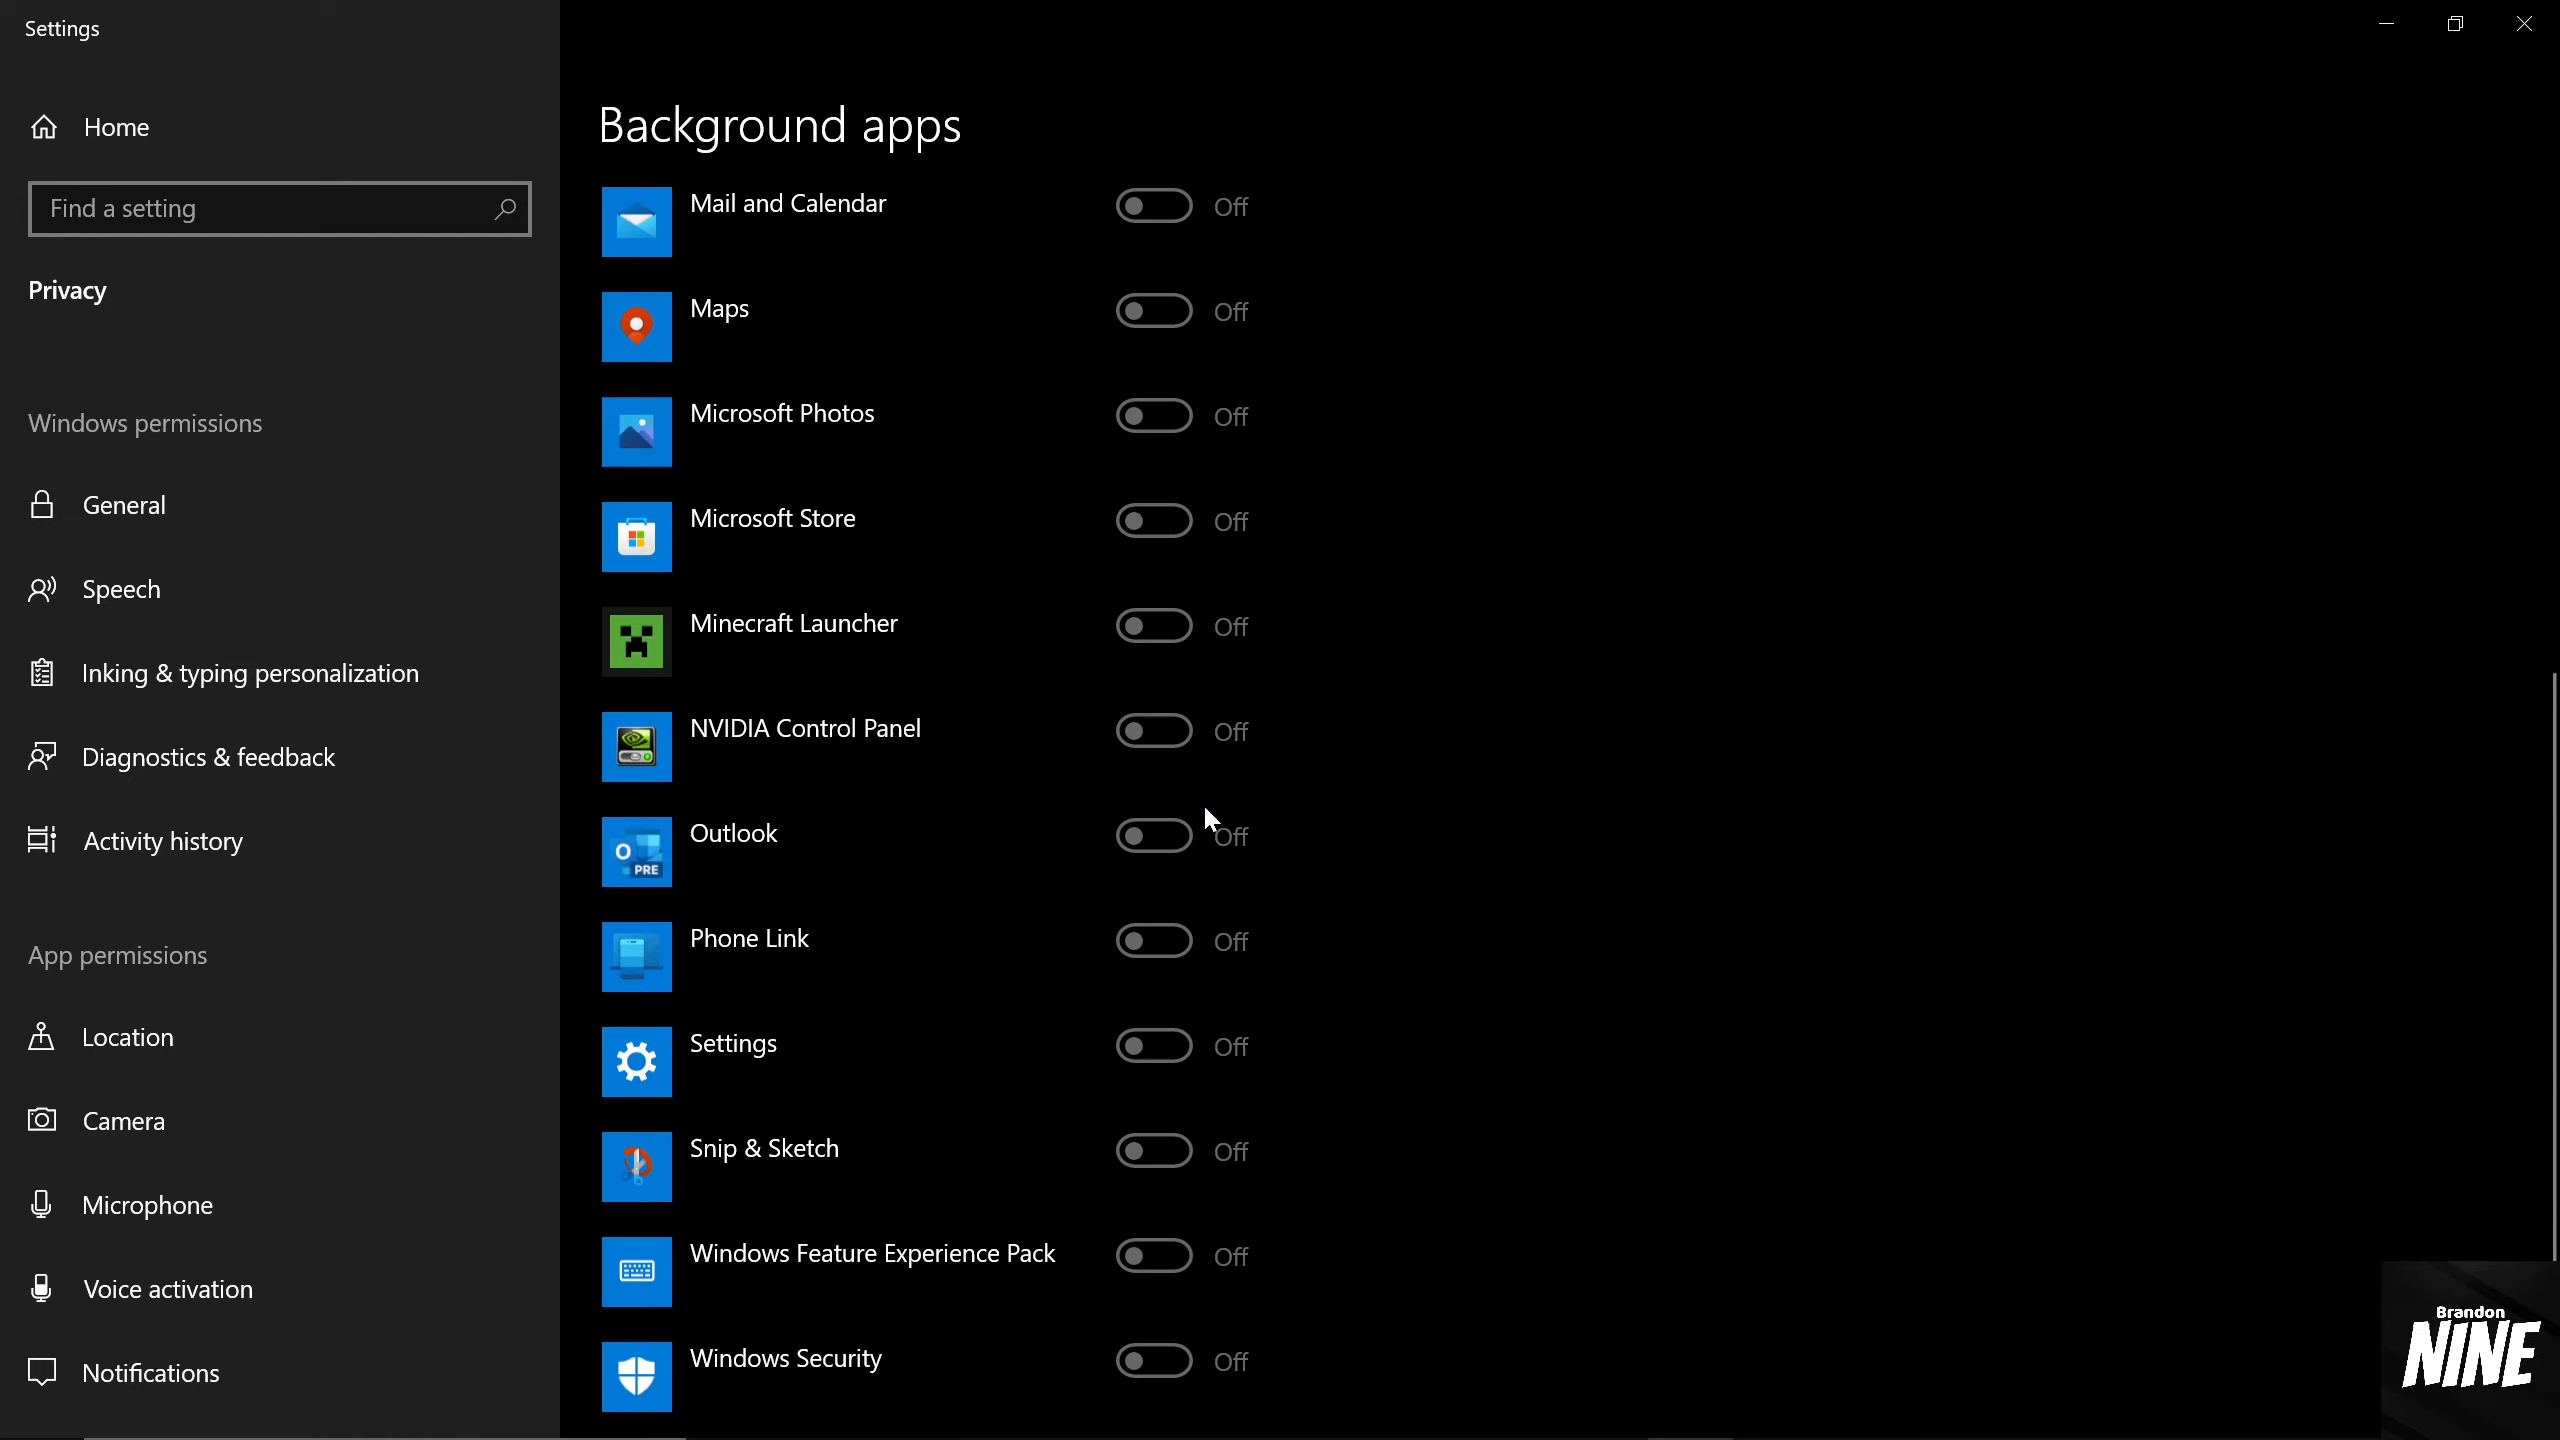 Settings
Home
Find a setting
Privacy
Windows permissions
General
Speech
Inking & typing personalization
Diagnostics & feedback
Activity history
App permissions
Location
Camera
Microphone
Voice activation
Notifications
Background apps
Mail and Calendar Off
Maps Off
Microsoft Photos Off
Microsoft Store Off
Minecraft Launcher Off
NVIDIA Control Panel Off
O PRE
Outlook Off
Phone Link Off
Settings Off
Snip & Sketch Off
Windows Feature Experience Pack Off
Windows Security Off
Brandon
NINE